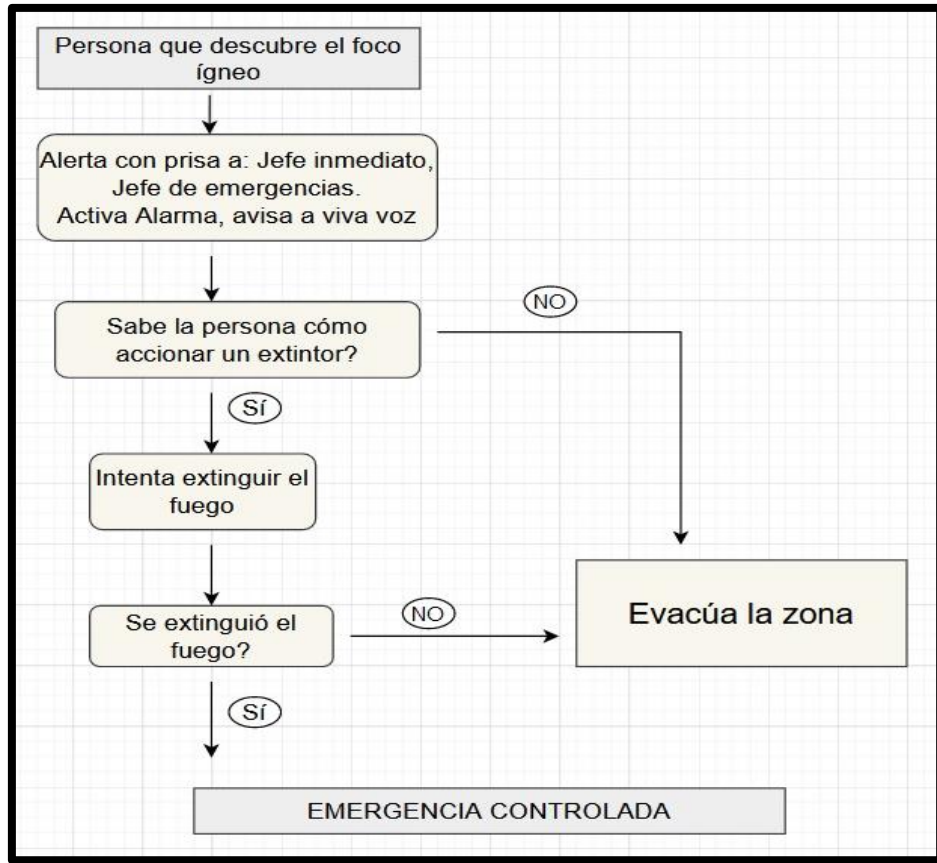 Persona que descubre el foco
ígneo
Alerta con prisa a: Jefe inmediato,
Jefe de emergencias.
Activa Alarma, avisa a viva voz
NO
Sabe la persona cómo
accionar un extintor?
Sí
Intenta extinguir el
fuego
Evacúa la zona
NO
Se extinguió el
fuego?
Sí
EMERGENCIA CONTROLADA